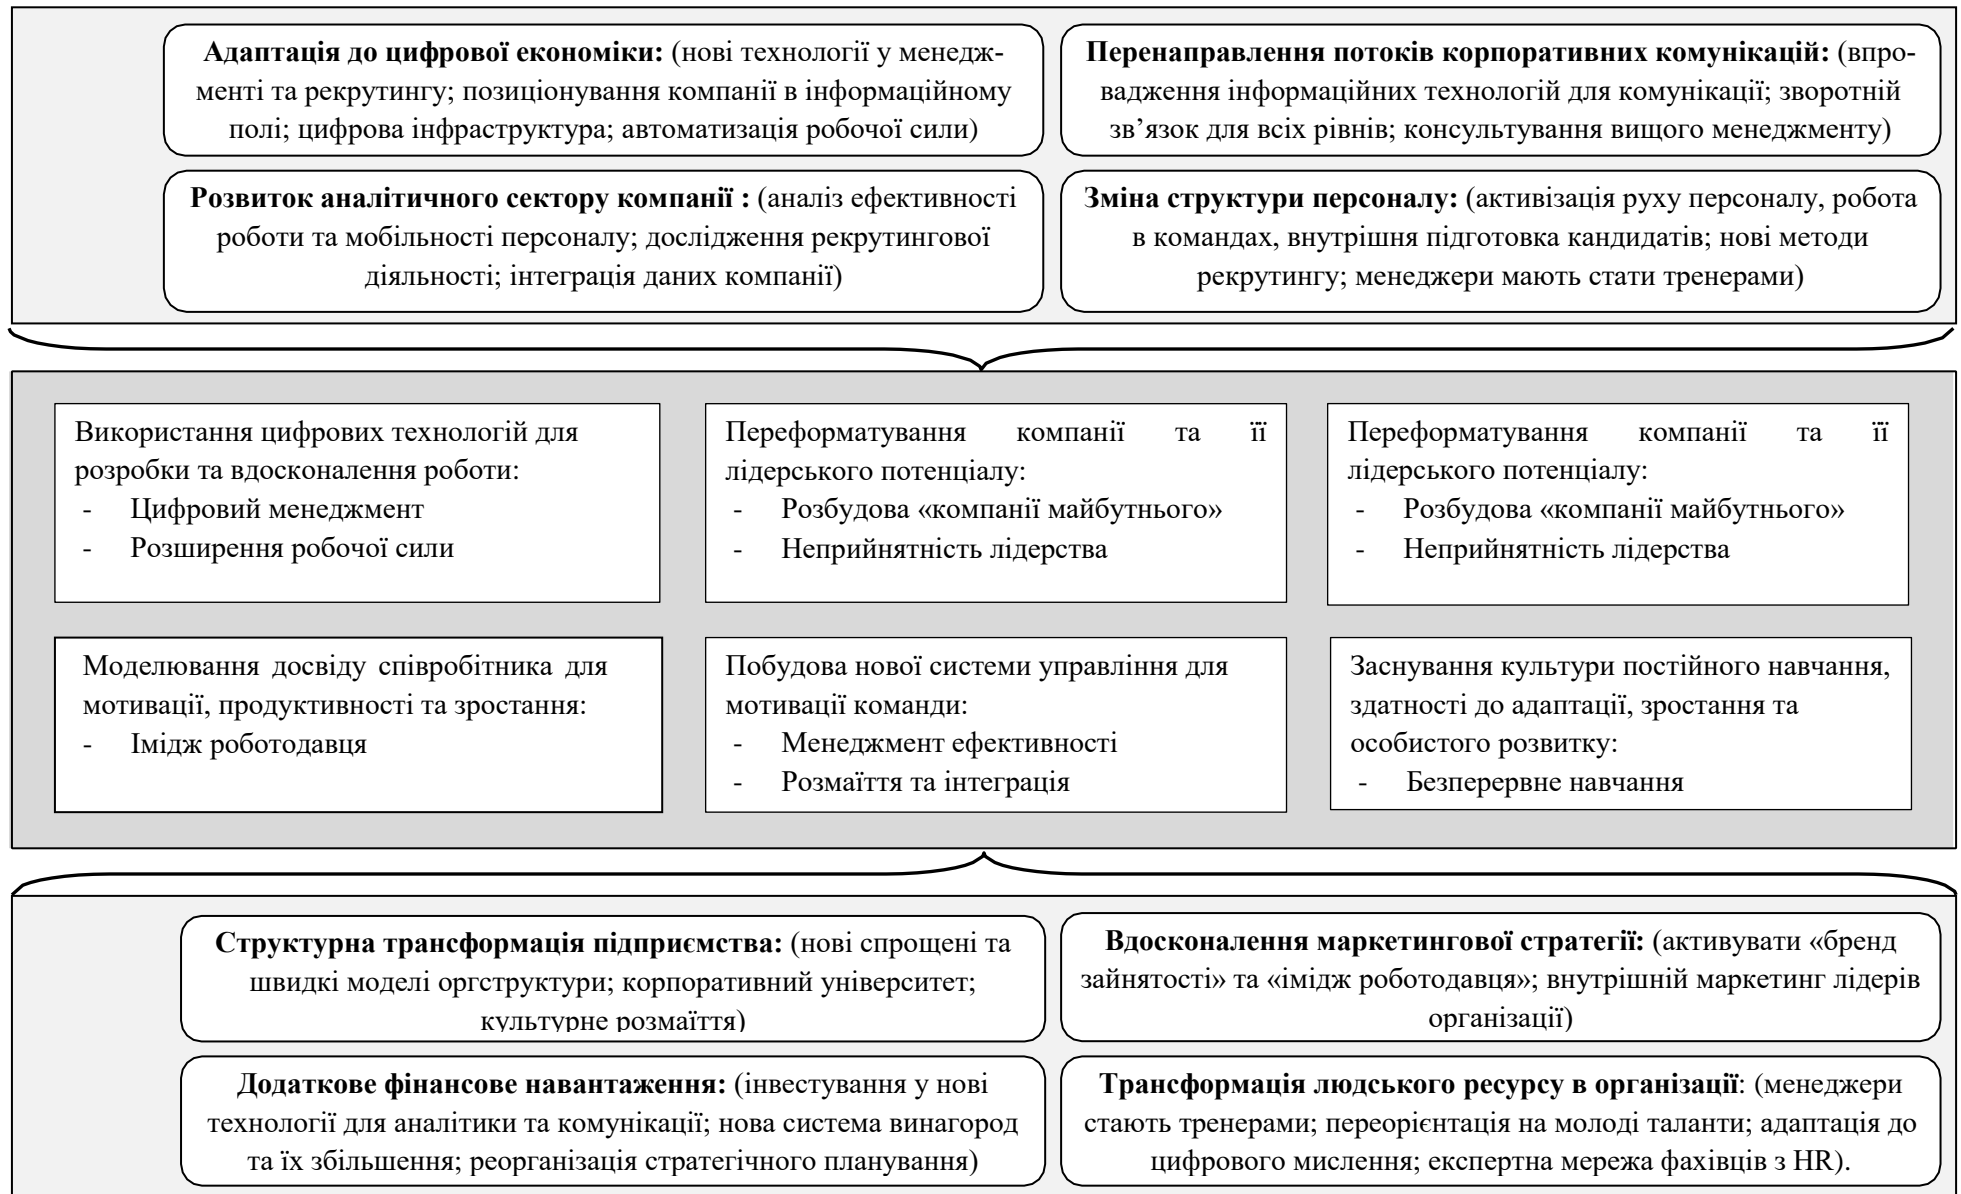 Адаптація до цифрової економіки: (нові технології у менедж-
менті та рекрутингу; позиціонування компанії в інформаційному
полі; цифрова інфраструктура; автоматизація робочої сили)
Перенаправлення потоків корпоративних комунікацій: (впро-
вадження інформаційних технологій для комунікації; зворотній
зв’язок для всіх рівнів; консультування вищого менеджменту)
Розвиток аналітичного сектору компанії : (аналіз ефективності
роботи та мобільності персоналу; дослідження рекрутингової
діяльності; інтеграція даних компанії)
Зміна структури персоналу: (активізація руху персоналу, робота
в командах, внутрішня підготовка кандидатів; нові методи
рекрутингу; менеджери мають стати тренерами)
Використання цифрових технологій для
розробки та вдосконалення роботи:
- Цифровий менеджмент
- Розширення робочої сили
Переформатування компанії та її
лідерського потенціалу:
- Розбудова «компанії майбутнього»
- Неприйнятність лідерства
Переформатування компанії та її
лідерського потенціалу:
- Розбудова «компанії майбутнього»
- Неприйнятність лідерства
Моделювання досвіду співробітника для
мотивації, продуктивності та зростання:
- Імідж роботодавця
Побудова нової системи управління для
мотивації команди:
- Менеджмент ефективності
- Розмаїття та інтеграція
Заснування культури постійного навчання,
здатності до адаптації, зростання та
особистого розвитку:
- Безперервне навчання
Структурна трансформація підприємства: (нові спрощені та
швидкі моделі оргструктури; корпоративний університет;
культурне розмаїття)
Вдосконалення маркетингової стратегії: (активувати «бренд
зайнятості» та «імідж роботодавця»; внутрішній маркетинг лідерів
організації)
Додаткове фінансове навантаження: (інвестування у нові
технології для аналітики та комунікації; нова система винагород
та їх збільшення; реорганізація стратегічного планування)
Трансформація людського ресурсу в організації: (менеджери
стають тренерами; переорієнтація на молоді таланти; адаптація до
цифрового мислення; експертна мережа фахівців з HR).